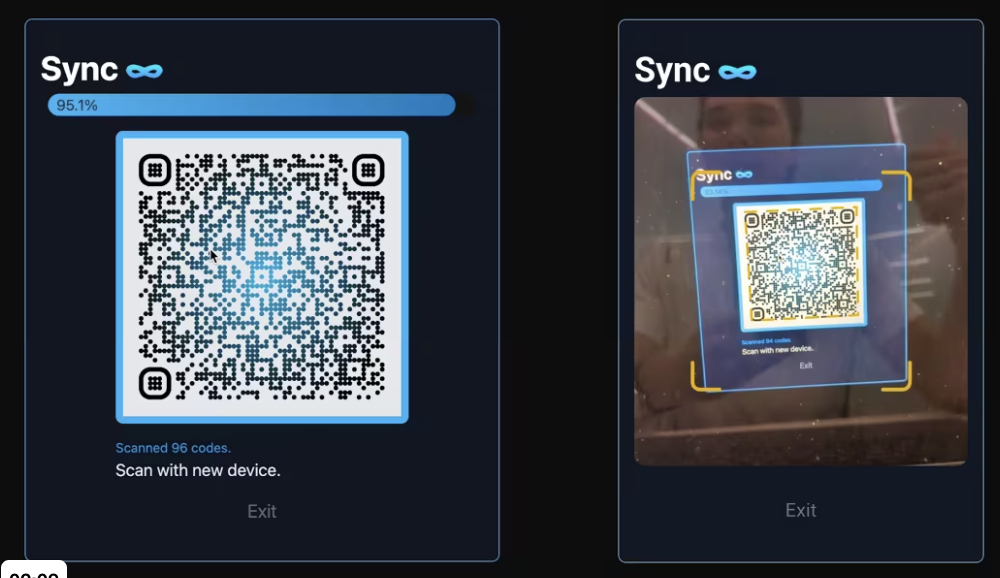 Sync
95.1%
Scanned 96 codes.
Scan with new device.
Exit
Sync
Sync
Scanned 94 codes
Scan with new device.
Exit
Exit